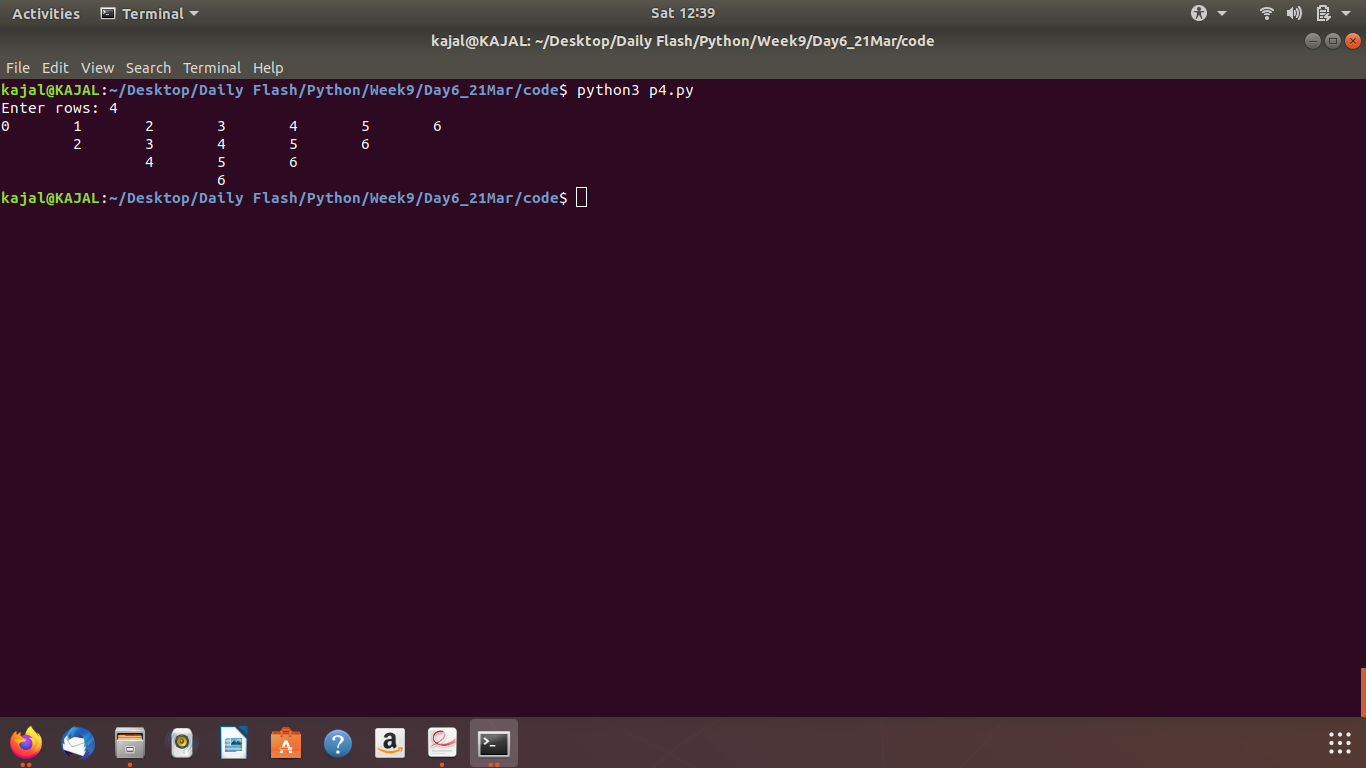 Activities Terminal Sat 12:39
kajal@KAJAL: ~/Desktop/Daily Flash/Python/Week9/Day6_21Mar/code
File Edit View Search Terminal Help
kajal@KAJAL:~/Desktop/Daily Flash/Python/Week9/Day6_21Mar/code$ python3 p4.py
Enter rows: 4
0 1 2 3 4 5 6
2 3 4 5 6
4 5 6
6
kajal@KAJAL:~/Desktop/Daily Flash/Python/Week9/Day6_21Mar/code$